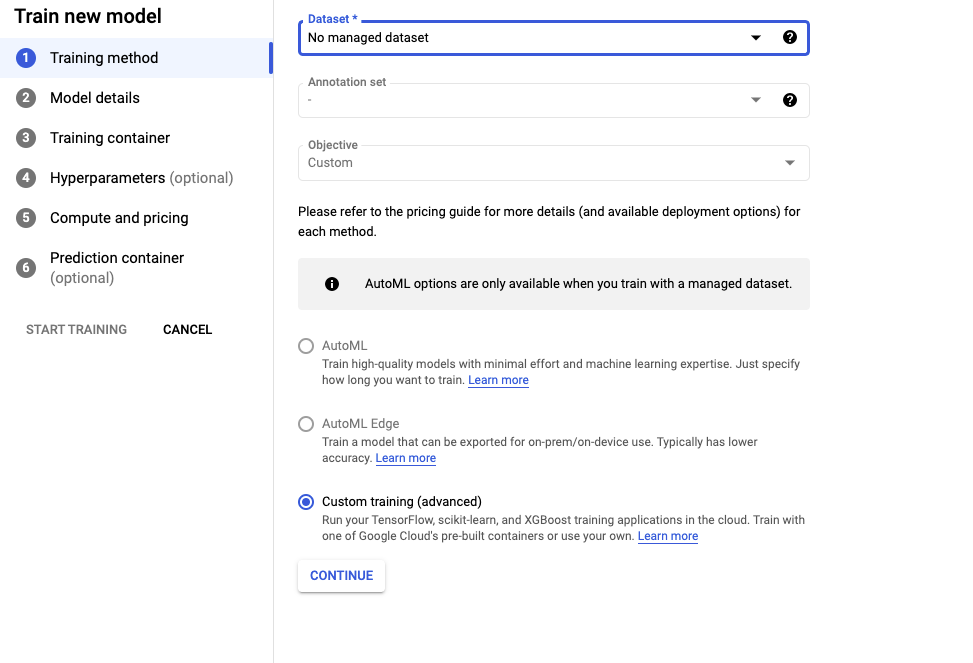 Train new model
1 Training method
2 Model details
3 Training container
4 Hyperparameters (optional)
5 Compute and pricing
6 Prediction container
(optional)
START TRAINING CANCEL
Dataset *
No managed dataset
Annotation set
-
Objective
Custom
Please refer to the pricing guide for more details (and available deployment options) for
each method.
AutoML options are only available when you train with a managed dataset.
AutoML
Train high-quality models with minimal effort and machine learning expertise. Just specify
how long you want to train. Learn more
AutoML Edge
Train a model that can be exported for on-prem/on-device use. Typically has lower
accuracy. Learn more
Custom training (advanced)
Run your TensorFlow, scikit-learn, and XGBoost training applications in the cloud. Train with
one of Google Cloud's pre-built containers or use your own. Learn more
CONTINUE